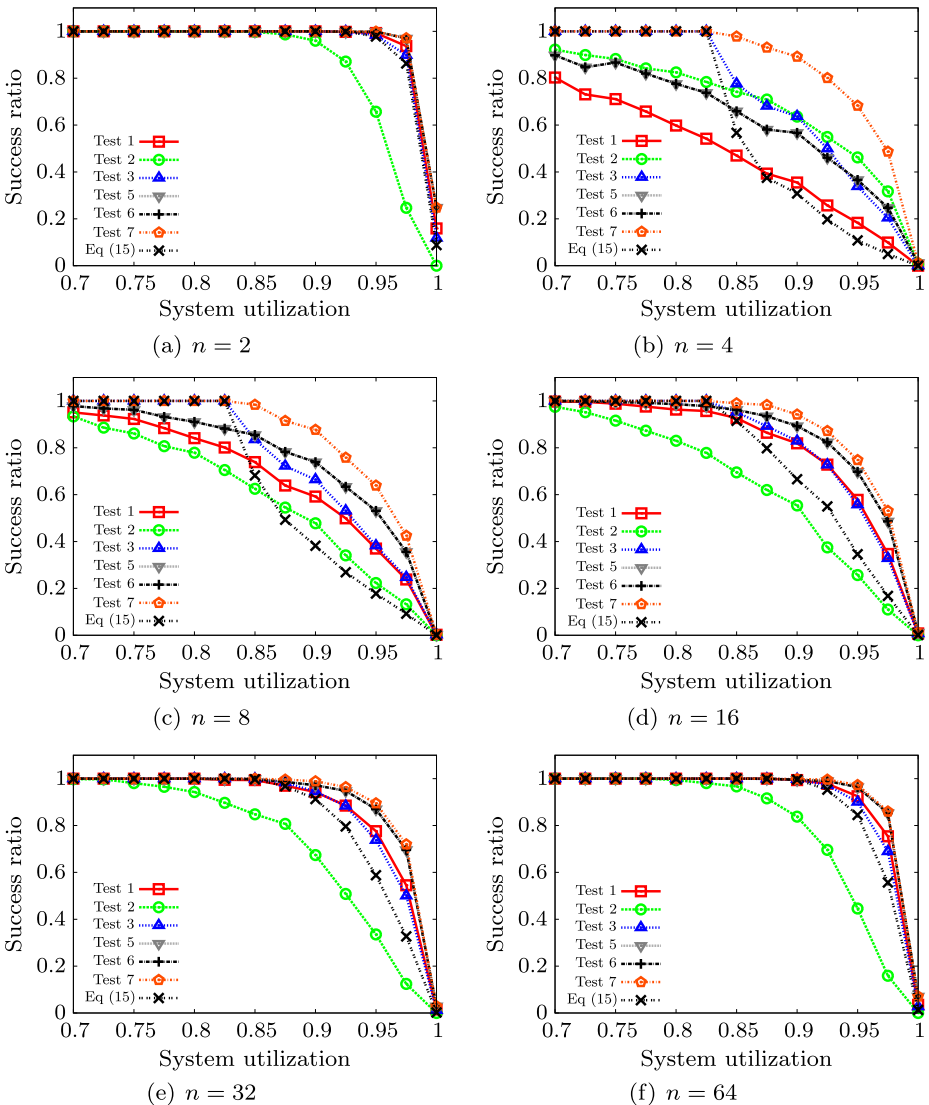 1
0.8
0.6
0.4
0.2
0
Success ratio
Test 1
Test 2
Test 3
Test 5
Test 6
Test 7
Eq (15)
0.7 0.75 0.8 0.85 0.9 0.95 1
System utilization
(a) n = 2
1
0.8
0.6
0.4
0.2
0
Success ratio
Test 1
Test 2
Test 3
Test 5
Test 6
Test 7
Eq (15)
0.7 0.75 0.8 0.85 0.9 0.95 1
System utilization
(b) n = 4
1
0.8
0.6
0.4
0.2
0
Success ratio
Test 1
Test 2
Test 3
Test 5
Test 6
Test 7
Eq (15)
0.7 0.75 0.8 0.85 0.9 0.95 1
System utilization
(c) n = 8
1
0.8
0.6
0.4
0.2
0
Success ratio
Test 1
Test 2
Test 3
Test 5
Test 6
Test 7
Eq (15)
0.7 0.75 0.8 0.85 0.9 0.95 1
System utilization
(d) n = 16
1
0.8
0.6
0.4
0.2
0
Success ratio
Test 1
Test 2
Test 3
Test 5
Test 6
Test 7
Eq (15)
0.7 0.75 0.8 0.85 0.9 0.95 1
System utilization
(e) n = 32
1
0.8
0.6
0.4
0.2
0
Success ratio
Test 1
Test 2
Test 3
Test 5
Test 6
Test 7
Eq (15)
0.7 0.75 0.8 0.85 0.9 0.95 1
System utilization
(f) n = 64